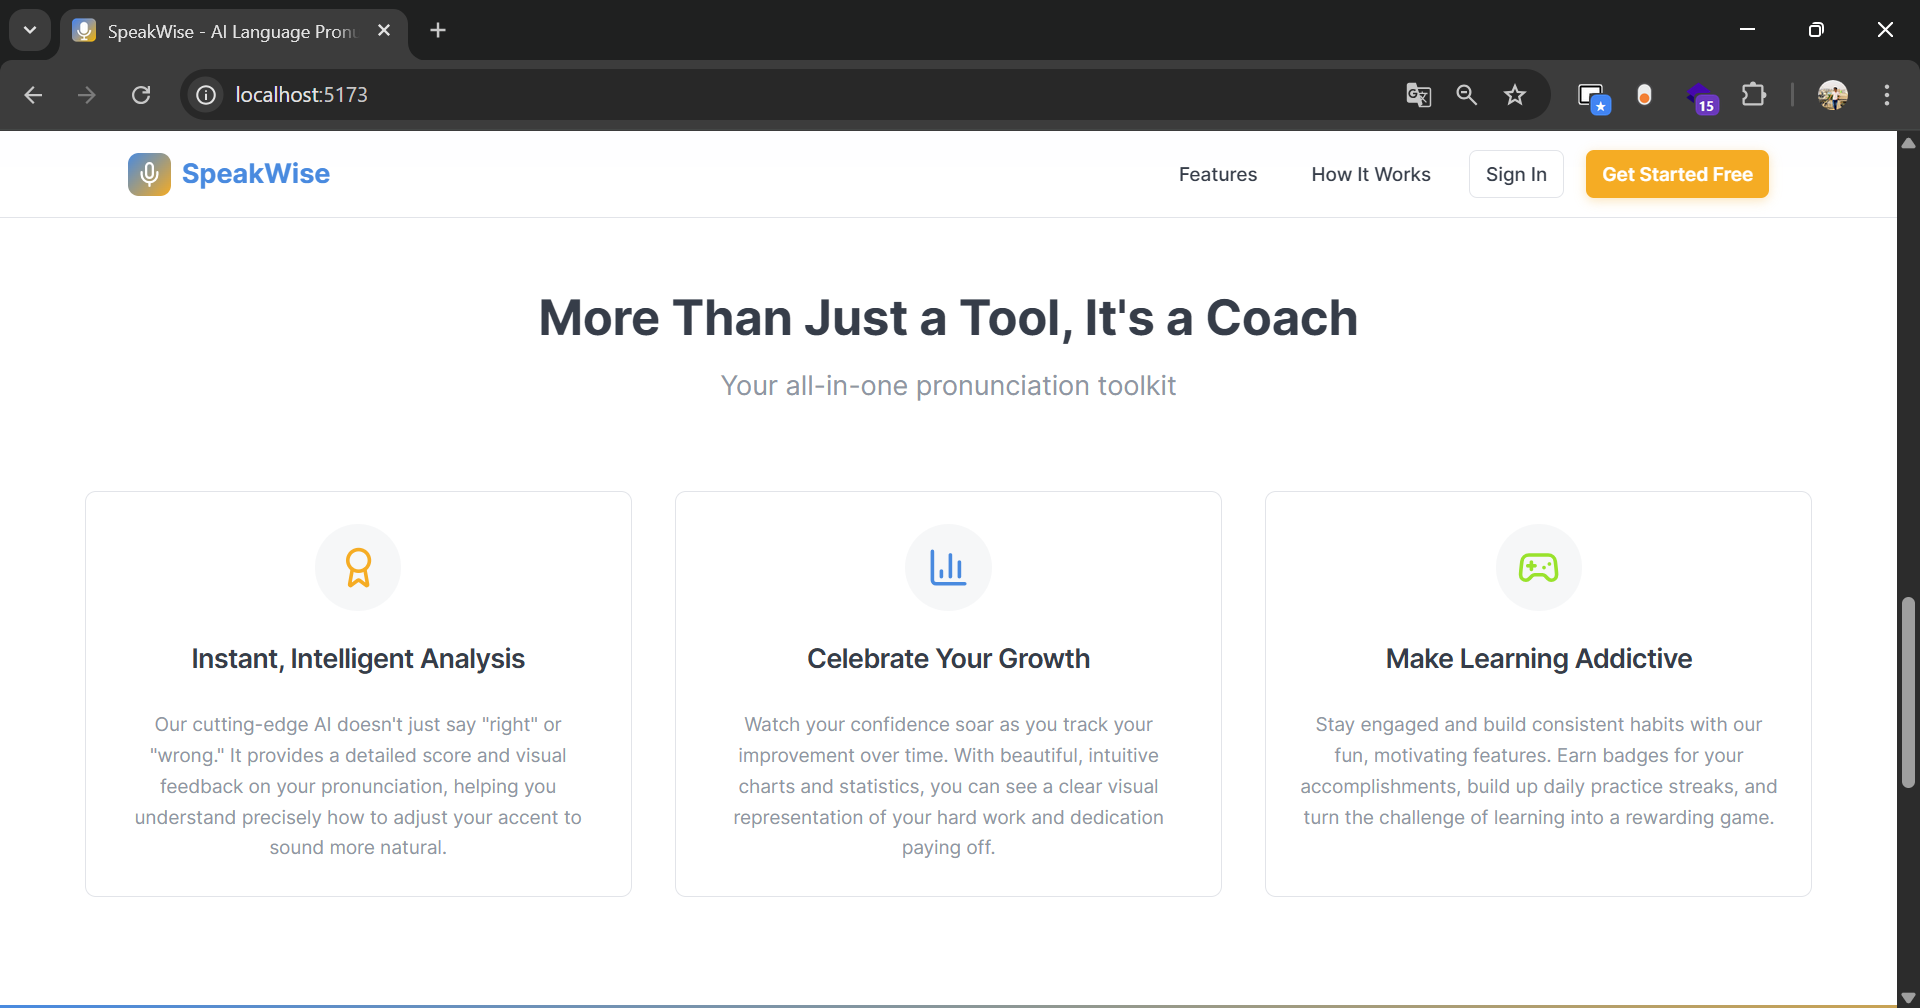 SpeakWise - AI Language Pron
localhost:5173
15
SpeakWise
Features
How It Works
Sign In
Get Started Free
More Than Just a Tool, It's a Coach
Your all-in-one pronunciation toolkit
Instant, Intelligent Analysis
Our cutting-edge AI doesn't just say "right" or
"wrong." It provides a detailed score and visual
feedback on your pronunciation, helping you
understand precisely how to adjust your accent to
sound more natural.
Celebrate Your Growth
Watch your confidence soar as you track your
improvement over time. With beautiful, intuitive
charts and statistics, you can see a clear visual
representation of your hard work and dedication
paying off.
Make Learning Addictive
Stay engaged and build consistent habits with our
fun, motivating features. Earn badges for your
accomplishments, build up daily practice streaks, and
turn the challenge of learning into a rewarding game.